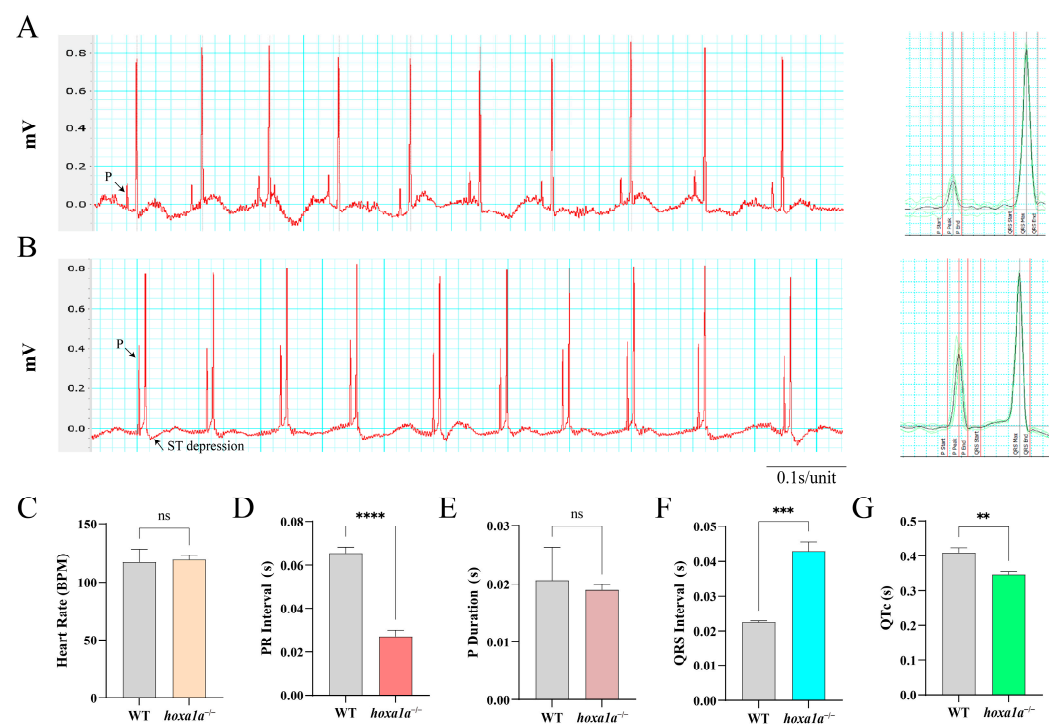 A
mV
0.8
0.6
0.4
0.2
0.0
P
P Start
P Peak
P End
QRS Start
QRS Max
QRS End
B
mV
0.8
0.6
0.4
0.2
0.0
P
ST depression
P Start
P Peak
P End
QRS Start
QRS Max
QRS End
0.1s/unit
C
Heart Rate (BPM)
150
100
50
0
ns
WT
hoxa1a⁻/⁻
D
PR Interval (s)
0.08
0.06
0.04
0.02
0.00
****
WT
hoxa1a⁻/⁻
E
P Duration (s)
0.03
0.02
0.01
0.00
ns
WT
hoxa1a⁻/⁻
F
QRS Interval (s)
0.05
0.04
0.03
0.02
0.01
0.00
***
WT
hoxa1a⁻/⁻
G
QTc (s)
0.5
0.4
0.3
0.2
0.1
0.0
**
WT
hoxa1a⁻/⁻